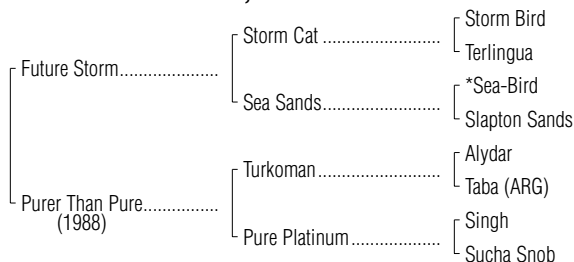 Storm Bird
Storm Cat
Terlingua
Future Storm
*Sea-Bird
Sea Sands
Slapton Sands
Alydar
Turkoman
Taba (ARG)
Purer Than Pure
(1988)
Singh
Pure Platinum
Sucha Snob